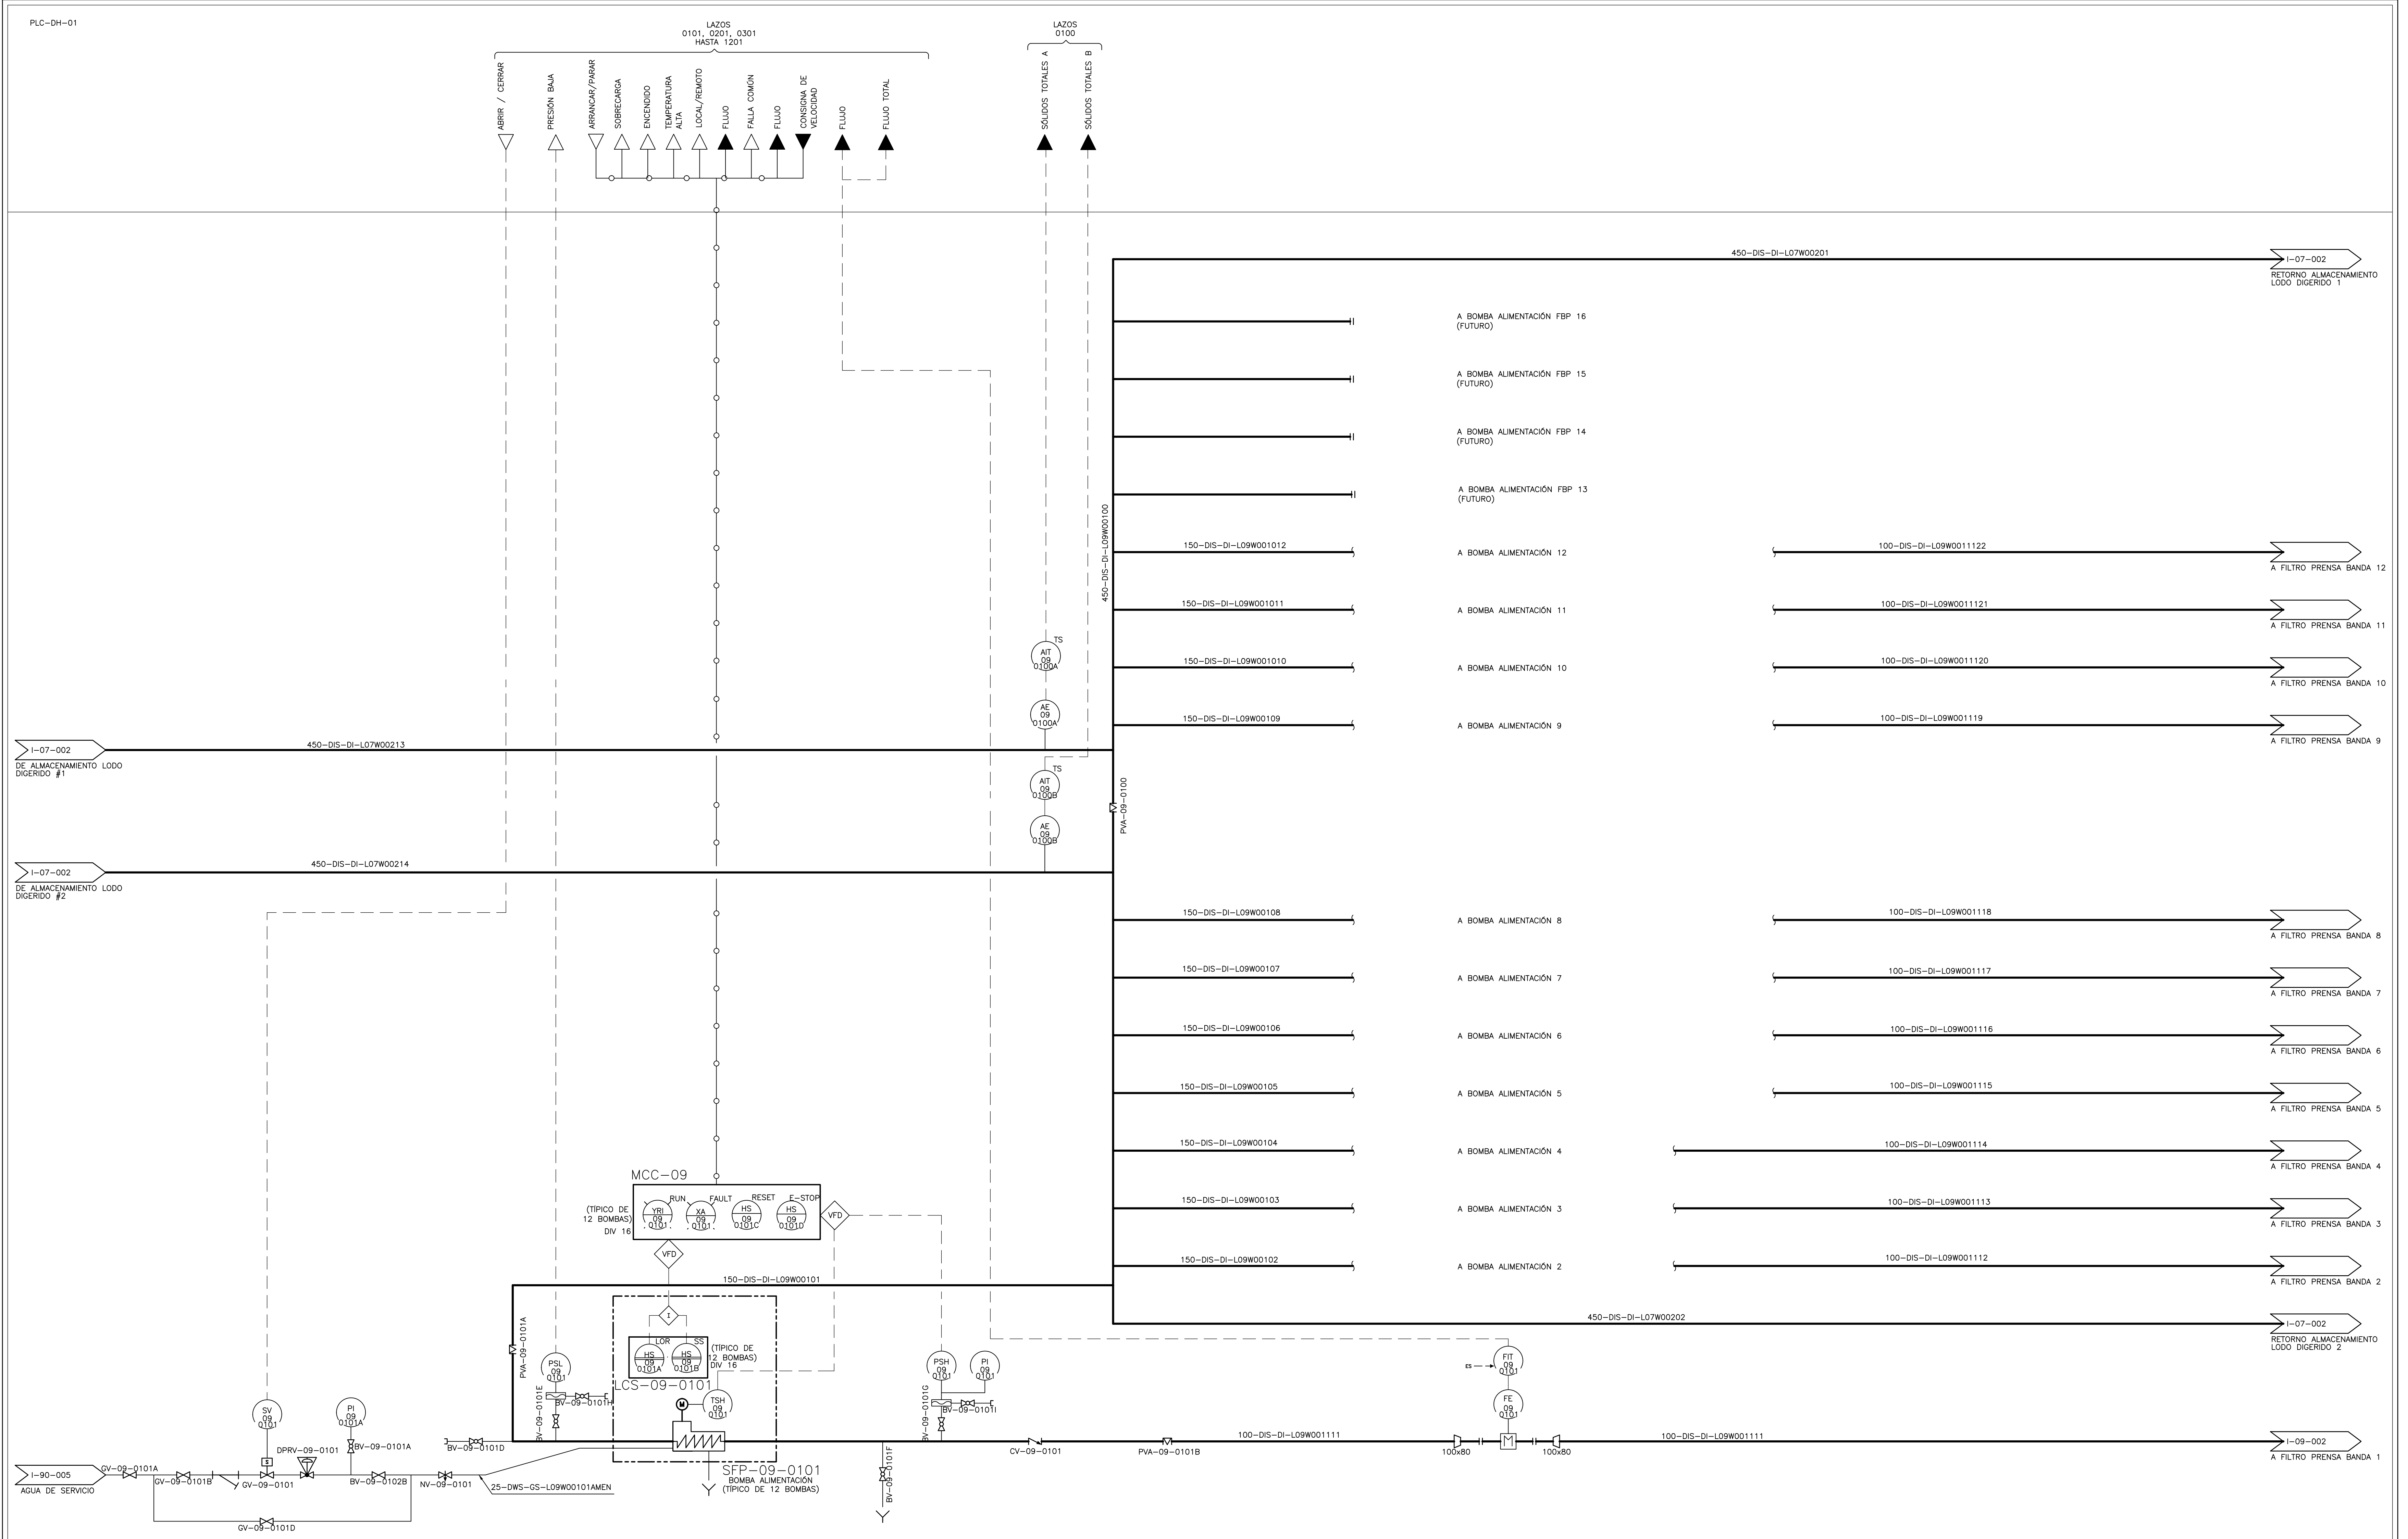 PLC-DH-01
LAZOS
0101, 0201, 0301
HASTA 1201
LAZOS
0100
ABRIR / CERRAR
PRESIÓN BAJA
ARRANCAR/PARAR
SOBRECARGA
ENCENDIDO
TEMPERATURA
ALTA
LOCAL/REMOTO
FLUJO
FALLA COMÚN
FLUJO
CONSIGNA DE
VELOCIDAD
FLUJO
FLUJO TOTAL
SÓLIDOS TOTALES A
SÓLIDOS TOTALES B
450-DIS-DI-L07W00201
I-07-002
RETORNO ALMACENAMIENTO
LODO DIGERIDO 1
A BOMBA ALIMENTACIÓN FBP 16
(FUTURO)
A BOMBA ALIMENTACIÓN FBP 15
(FUTURO)
A BOMBA ALIMENTACIÓN FBP 14
(FUTURO)
A BOMBA ALIMENTACIÓN FBP 13
(FUTURO)
450-DIS-DI-L09W00100
150-DIS-DI-L09W001012
A BOMBA ALIMENTACIÓN 12
100-DIS-DI-L09W0011122
A FILTRO PRENSA BANDA 12
150-DIS-DI-L09W001011
A BOMBA ALIMENTACIÓN 11
100-DIS-DI-L09W0011121
A FILTRO PRENSA BANDA 11
TS
AIT
09
0100A
150-DIS-DI-L09W001010
A BOMBA ALIMENTACIÓN 10
100-DIS-DI-L09W0011120
A FILTRO PRENSA BANDA 10
AE
09
0100A
150-DIS-DI-L09W00109
A BOMBA ALIMENTACIÓN 9
100-DIS-DI-L09W001119
A FILTRO PRENSA BANDA 9
I-07-002
450-DIS-DI-L07W00213
DE ALMACENAMIENTO LODO
DIGERIDO #1
TS
AIT
09
0100B
PVA-09-0100
AE
09
0100B
I-07-002
450-DIS-DI-L07W00214
DE ALMACENAMIENTO LODO
DIGERIDO #2
150-DIS-DI-L09W00108
A BOMBA ALIMENTACIÓN 8
100-DIS-DI-L09W001118
A FILTRO PRENSA BANDA 8
150-DIS-DI-L09W00107
A BOMBA ALIMENTACIÓN 7
100-DIS-DI-L09W001117
A FILTRO PRENSA BANDA 7
150-DIS-DI-L09W00106
A BOMBA ALIMENTACIÓN 6
100-DIS-DI-L09W001116
A FILTRO PRENSA BANDA 6
150-DIS-DI-L09W00105
A BOMBA ALIMENTACIÓN 5
100-DIS-DI-L09W001115
A FILTRO PRENSA BANDA 5
150-DIS-DI-L09W00104
A BOMBA ALIMENTACIÓN 4
100-DIS-DI-L09W001114
A FILTRO PRENSA BANDA 4
MCC-09
(TÍPICO DE
12 BOMBAS)
DIV 16
RUN
YRI
09
0101
FAULT
XA
09
0101
RESET
HS
09
0101C
E-STOP
HS
09
0101D
VFD
VFD
150-DIS-DI-L09W00103
A BOMBA ALIMENTACIÓN 3
100-DIS-DI-L09W001113
A FILTRO PRENSA BANDA 3
150-DIS-DI-L09W00102
A BOMBA ALIMENTACIÓN 2
100-DIS-DI-L09W001112
A FILTRO PRENSA BANDA 2
150-DIS-DI-L09W00101
450-DIS-DI-L07W00202
I-07-002
RETORNO ALMACENAMIENTO
LODO DIGERIDO 2
PVA-09-0101A
I
LOR
HS
09
0101A
SS
HS
09
0101B
(TÍPICO DE
12 BOMBAS)
DIV 16
LCS-09-0101
PSL
09
0101
BV-09-0101E
BV-09-0101H
M
TSH
09
0101
PSH
09
0101
PI
09
0101
BV-09-0101G
BV-09-0101I
ES
FIT
09
0101
FE
09
0101
M
SV
09
0101
S
PI
09
0101A
BV-09-0101A
DPRV-09-0101
BV-09-0101D
CV-09-0101
PVA-09-0101B
100-DIS-DI-L09W001111
100x80
100x80
100-DIS-DI-L09W001111
I-09-002
A FILTRO PRENSA BANDA 1
I-90-005
AGUA DE SERVICIO
GV-09-0101A
GV-09-0101B
GV-09-0101
BV-09-0102B
NV-09-0101
25-DWS-GS-L09W00101AMEN
GV-09-0101D
SFP-09-0101
BOMBA ALIMENTACIÓN
(TÍPICO DE 12 BOMBAS)
BV-09-0101F